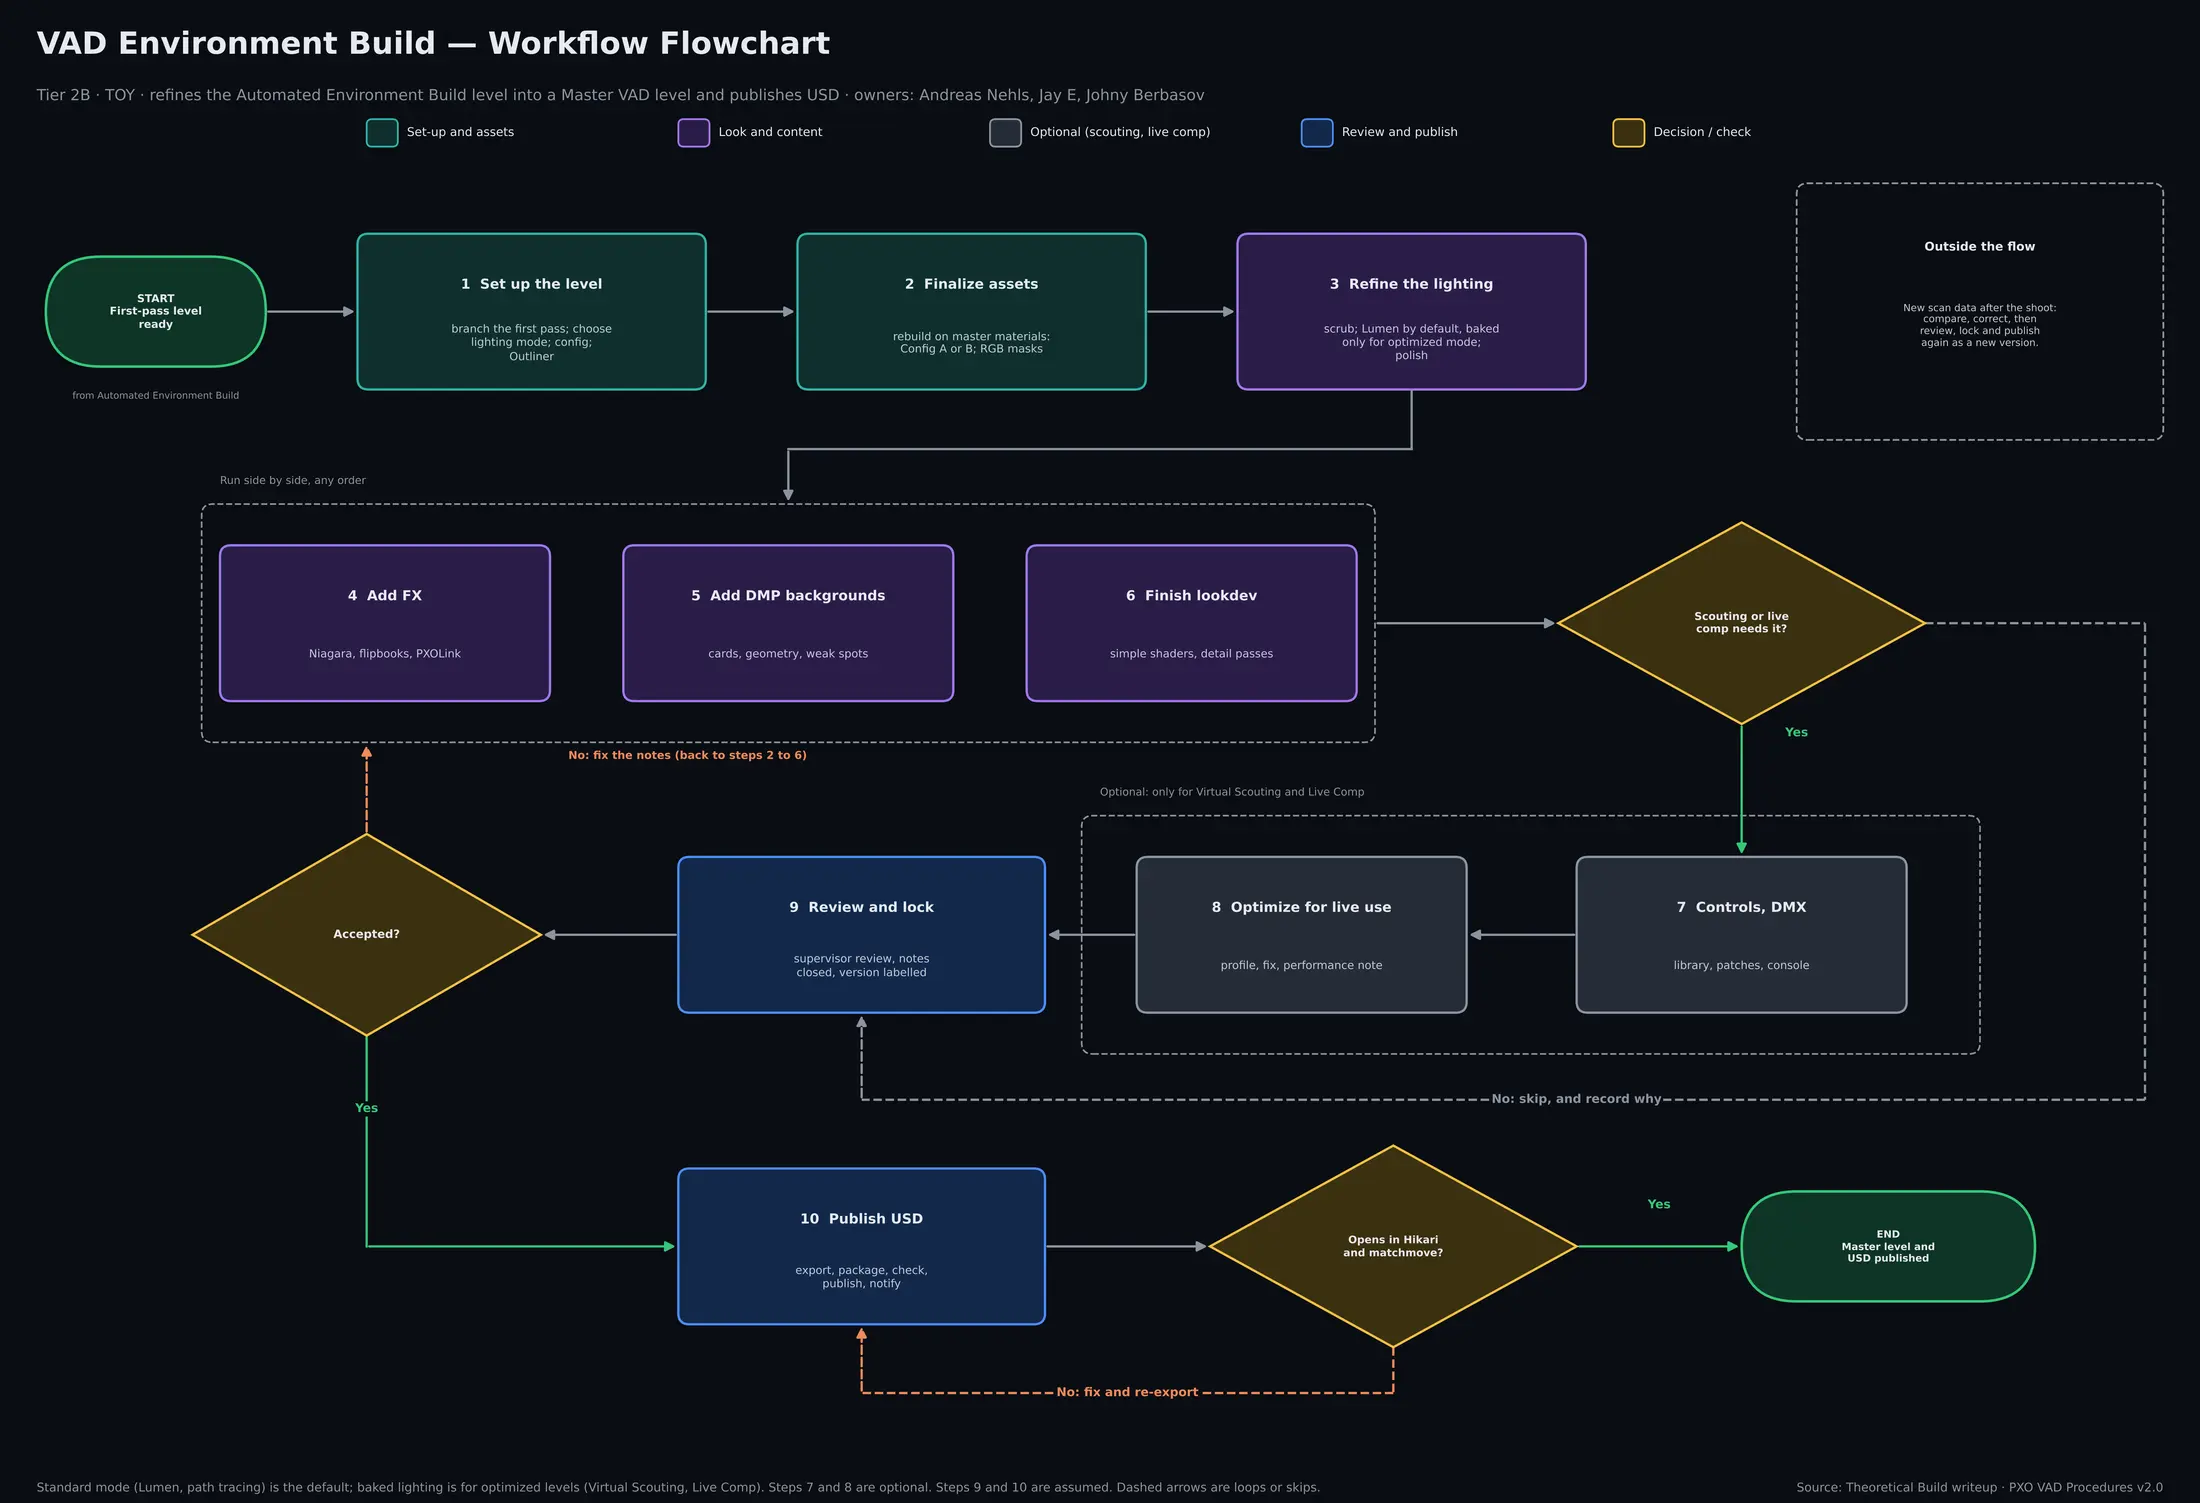 VAD Environment Build — Workflow Flowchart
Tier 2B · TOY · refines the Automated Environment Build level into a Master VAD level and publishes USD · owners: Andreas Nehls, Jay E, Johny Berbasov
Set-up and assets
Look and content
Optional (scouting, live comp)
Review and publish
Decision / check
START
First-pass level
ready
from Automated Environment Build
1 Set up the level
branch the first pass; choose
lighting mode; config;
Outliner
2 Finalize assets
rebuild on master materials:
Config A or B; RGB masks
3 Refine the lighting
scrub; Lumen by default, baked
only for optimized mode;
polish
Outside the flow
New scan data after the shoot:
compare, correct, then
review, lock and publish
again as a new version.
Run side by side, any order
4 Add FX
Niagara, flipbooks, PXOLink
5 Add DMP backgrounds
cards, geometry, weak spots
6 Finish lookdev
simple shaders, detail passes
Scouting or live
comp needs it?
Yes
No: fix the notes (back to steps 2 to 6)
Optional: only for Virtual Scouting and Live Comp
Accepted?
9 Review and lock
supervisor review, notes
closed, version labelled
8 Optimize for live use
profile, fix, performance note
7 Controls, DMX
library, patches, console
No: skip, and record why
Yes
10 Publish USD
export, package, check,
publish, notify
Opens in Hikari
and matchmove?
Yes
END
Master level and
USD published
No: fix and re-export
Standard mode (Lumen, path tracing) is the default; baked lighting is for optimized levels (Virtual Scouting, Live Comp). Steps 7 and 8 are optional. Steps 9 and 10 are assumed. Dashed arrows are loops or skips.
Source: Theoretical Build writeup · PXO VAD Procedures v2.0